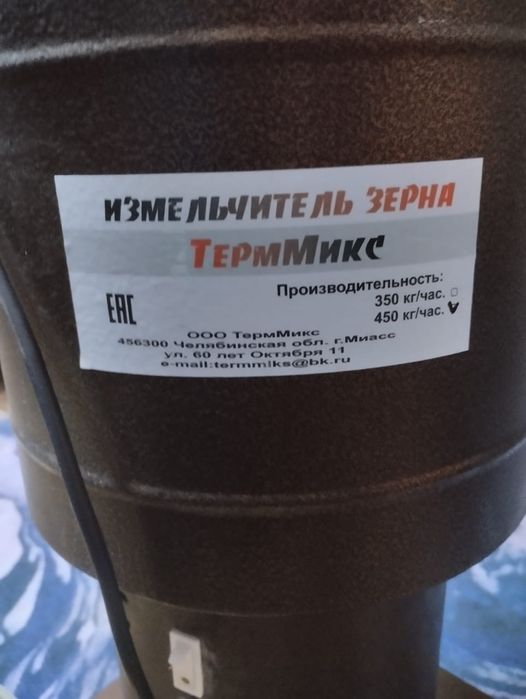 ИЗМЕЛЬЧИТЕЛЬ ЗЕРНА
ТермМикс
Производительность:
350 кг/час.
450 кг/час.
EAC
ООО ТермМикс
456300 Челябинская обл. г.Миасс
ул. 60 лет Октября 11
e-mail:termmiks@bk.ru